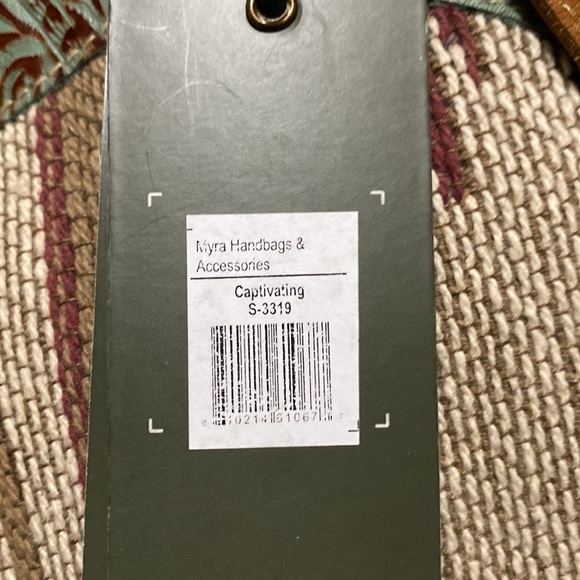 Myra Handbags &
Accessories
Captivating
S-3319